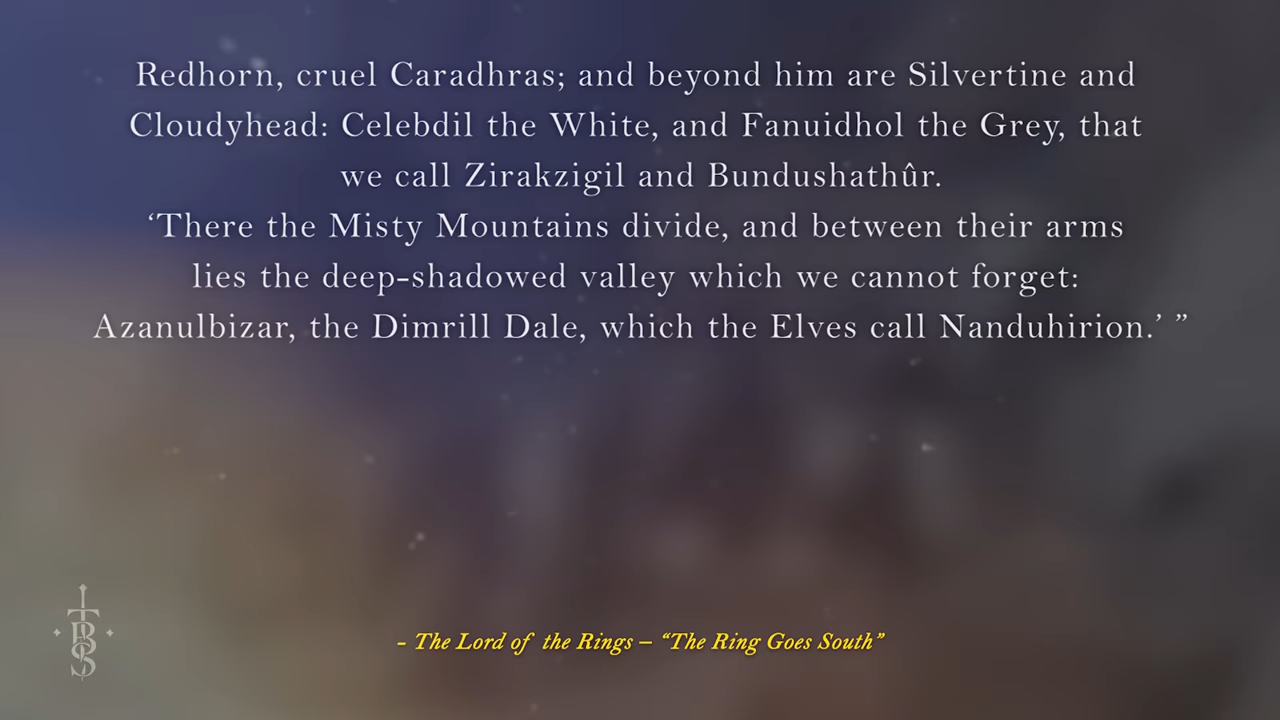 Redhorn, cruel Caradhras; and beyond him are Silvertine and
Cloudyhead: Celebdil the White, and Fanuidhol the Grey, that
we call Zirakzigil and Bundushathûr.
‘There the Misty Mountains divide, and between their arms
lies the deep-shadowed valley which we cannot forget:
Azanulbizar, the Dimrill Dale, which the Elves call Nanduhirion.’ ”
- The Lord of the Rings – “The Ring Goes South”
TBS